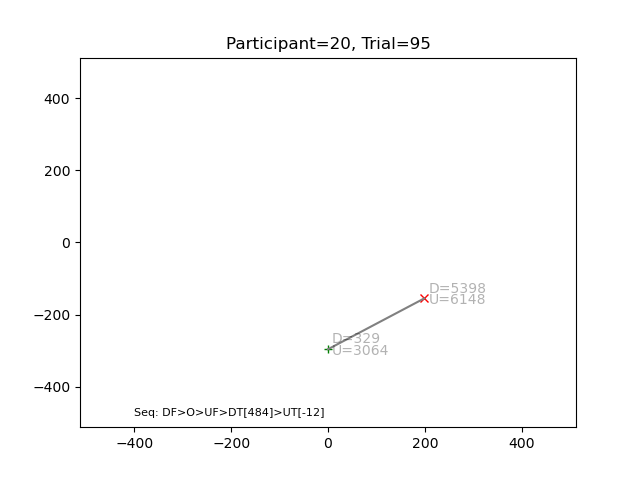 Participant=20, Trial=95
400
200
0
−200
−400
D=5398
U=6148
D=329
U=3064
Seq: DF>O>UF>DT[484]>UT[-12]
−400
−200
0
200
400